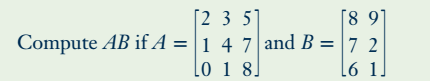 Compute AB if A = [2 3 5; 1 4 7; 0 1 8] and B = [8 9; 7 2; 6 1].